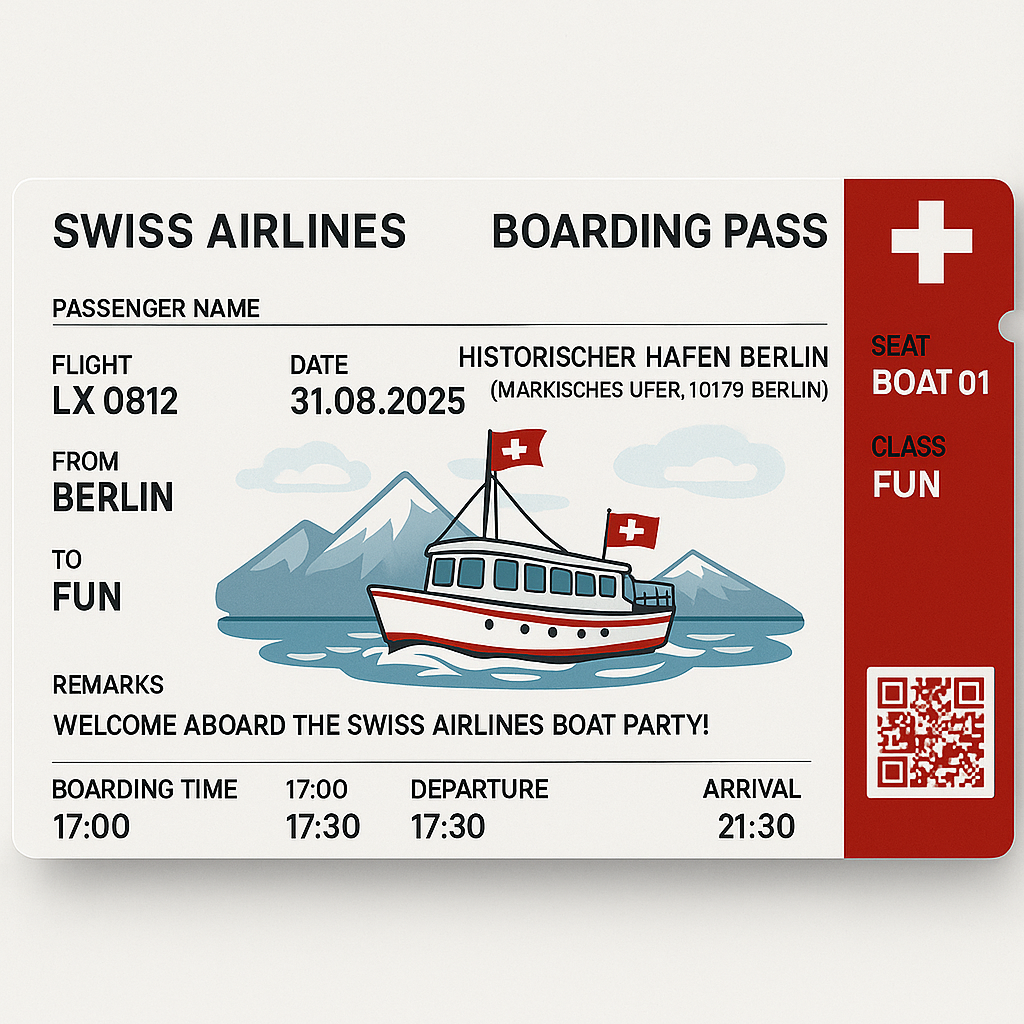 SWISS AIRLINES BOARDING PASS
PASSENGER NAME
FLIGHT
LX 0812
DATE
31.08.2025
HISTORISCHER HAFEN BERLIN
(MARKISCHES UFER, 10179 BERLIN)
FROM
BERLIN
TO
FUN
REMARKS
WELCOME ABOARD THE SWISS AIRLINES BOAT PARTY!
BOARDING TIME 17:00 DEPARTURE ARRIVAL
17:00 17:30 17:30 21:30
SEAT
BOAT 01
CLASS
FUN